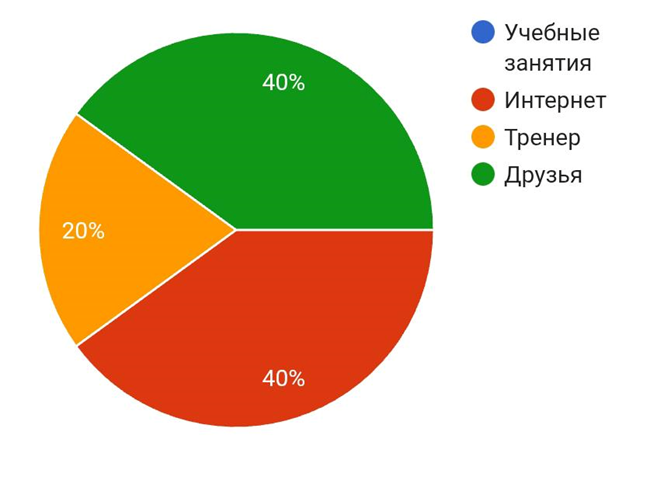 40%
20%
40%
Учебные
занятия
Интернет
Тренер
Друзья